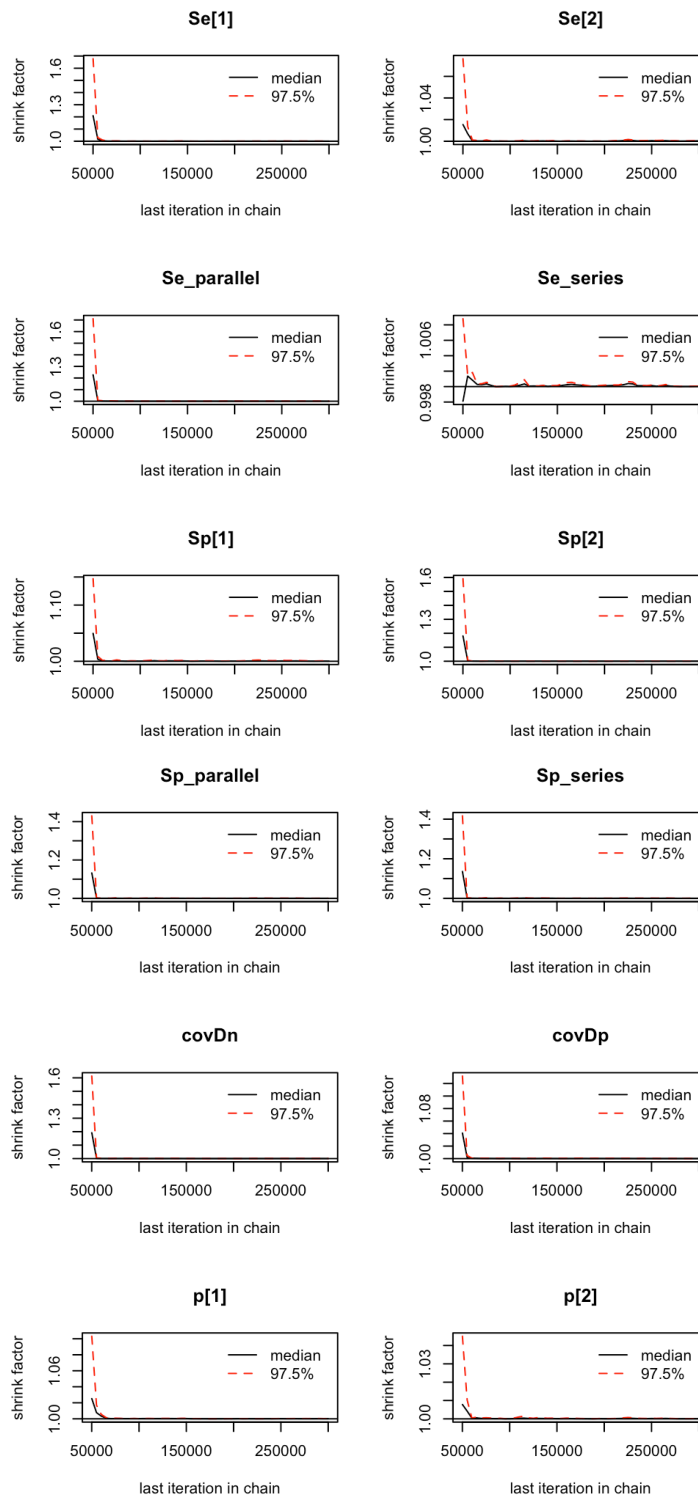 Se[1]
shrink factor
1.0 1.3 1.6
median
97.5%
50000 150000 250000
last iteration in chain
Se[2]
shrink factor
1.00 1.04
median
97.5%
50000 150000 250000
last iteration in chain
Se_parallel
shrink factor
1.0 1.3 1.6
median
97.5%
50000 150000 250000
last iteration in chain
Se_series
shrink factor
0.998 1.006
median
97.5%
50000 150000 250000
last iteration in chain
Sp[1]
shrink factor
1.00 1.10
median
97.5%
50000 150000 250000
last iteration in chain
Sp[2]
shrink factor
1.0 1.3 1.6
median
97.5%
50000 150000 250000
last iteration in chain
Sp_parallel
shrink factor
1.0 1.2 1.4
median
97.5%
50000 150000 250000
last iteration in chain
Sp_series
shrink factor
1.0 1.2 1.4
median
97.5%
50000 150000 250000
last iteration in chain
covDn
shrink factor
1.0 1.3 1.6
median
97.5%
50000 150000 250000
last iteration in chain
covDp
shrink factor
1.00 1.08
median
97.5%
50000 150000 250000
last iteration in chain
p[1]
shrink factor
1.00 1.06
median
97.5%
50000 150000 250000
last iteration in chain
p[2]
shrink factor
1.00 1.03
median
97.5%
50000 150000 250000
last iteration in chain